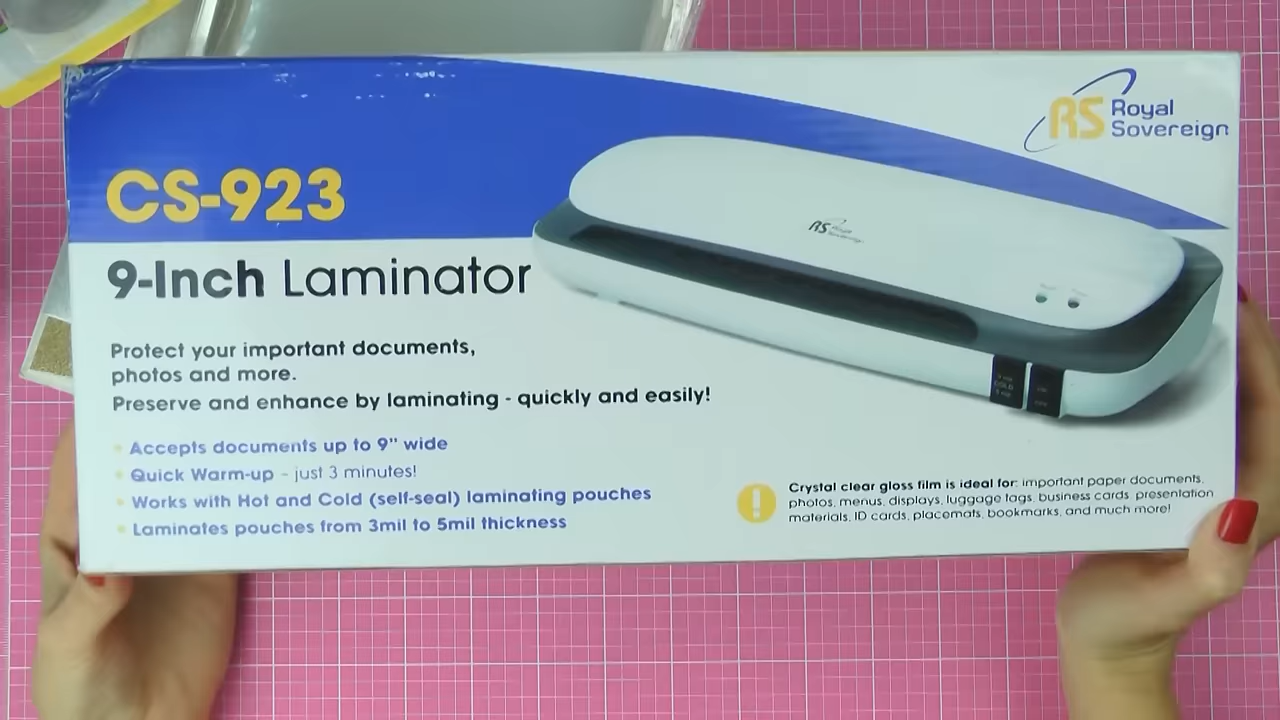 RS Royal
Sovereign
CS-923
9-Inch Laminator
RS Royal
Sovereign
Protect your important documents,
photos and more.
Preserve and enhance by laminating - quickly and easily!
COLD
• Accepts documents up to 9" wide
• Quick Warm-up - just 3 minutes!
• Works with Hot and Cold (self-seal) laminating pouches
• Laminates pouches from 3mil to 5mil thickness
! Crystal clear gloss film is ideal for: important paper documents,
photos, menus, displays, luggage tags, business cards, presentation
materials, ID cards, placemats, bookmarks, and much more!